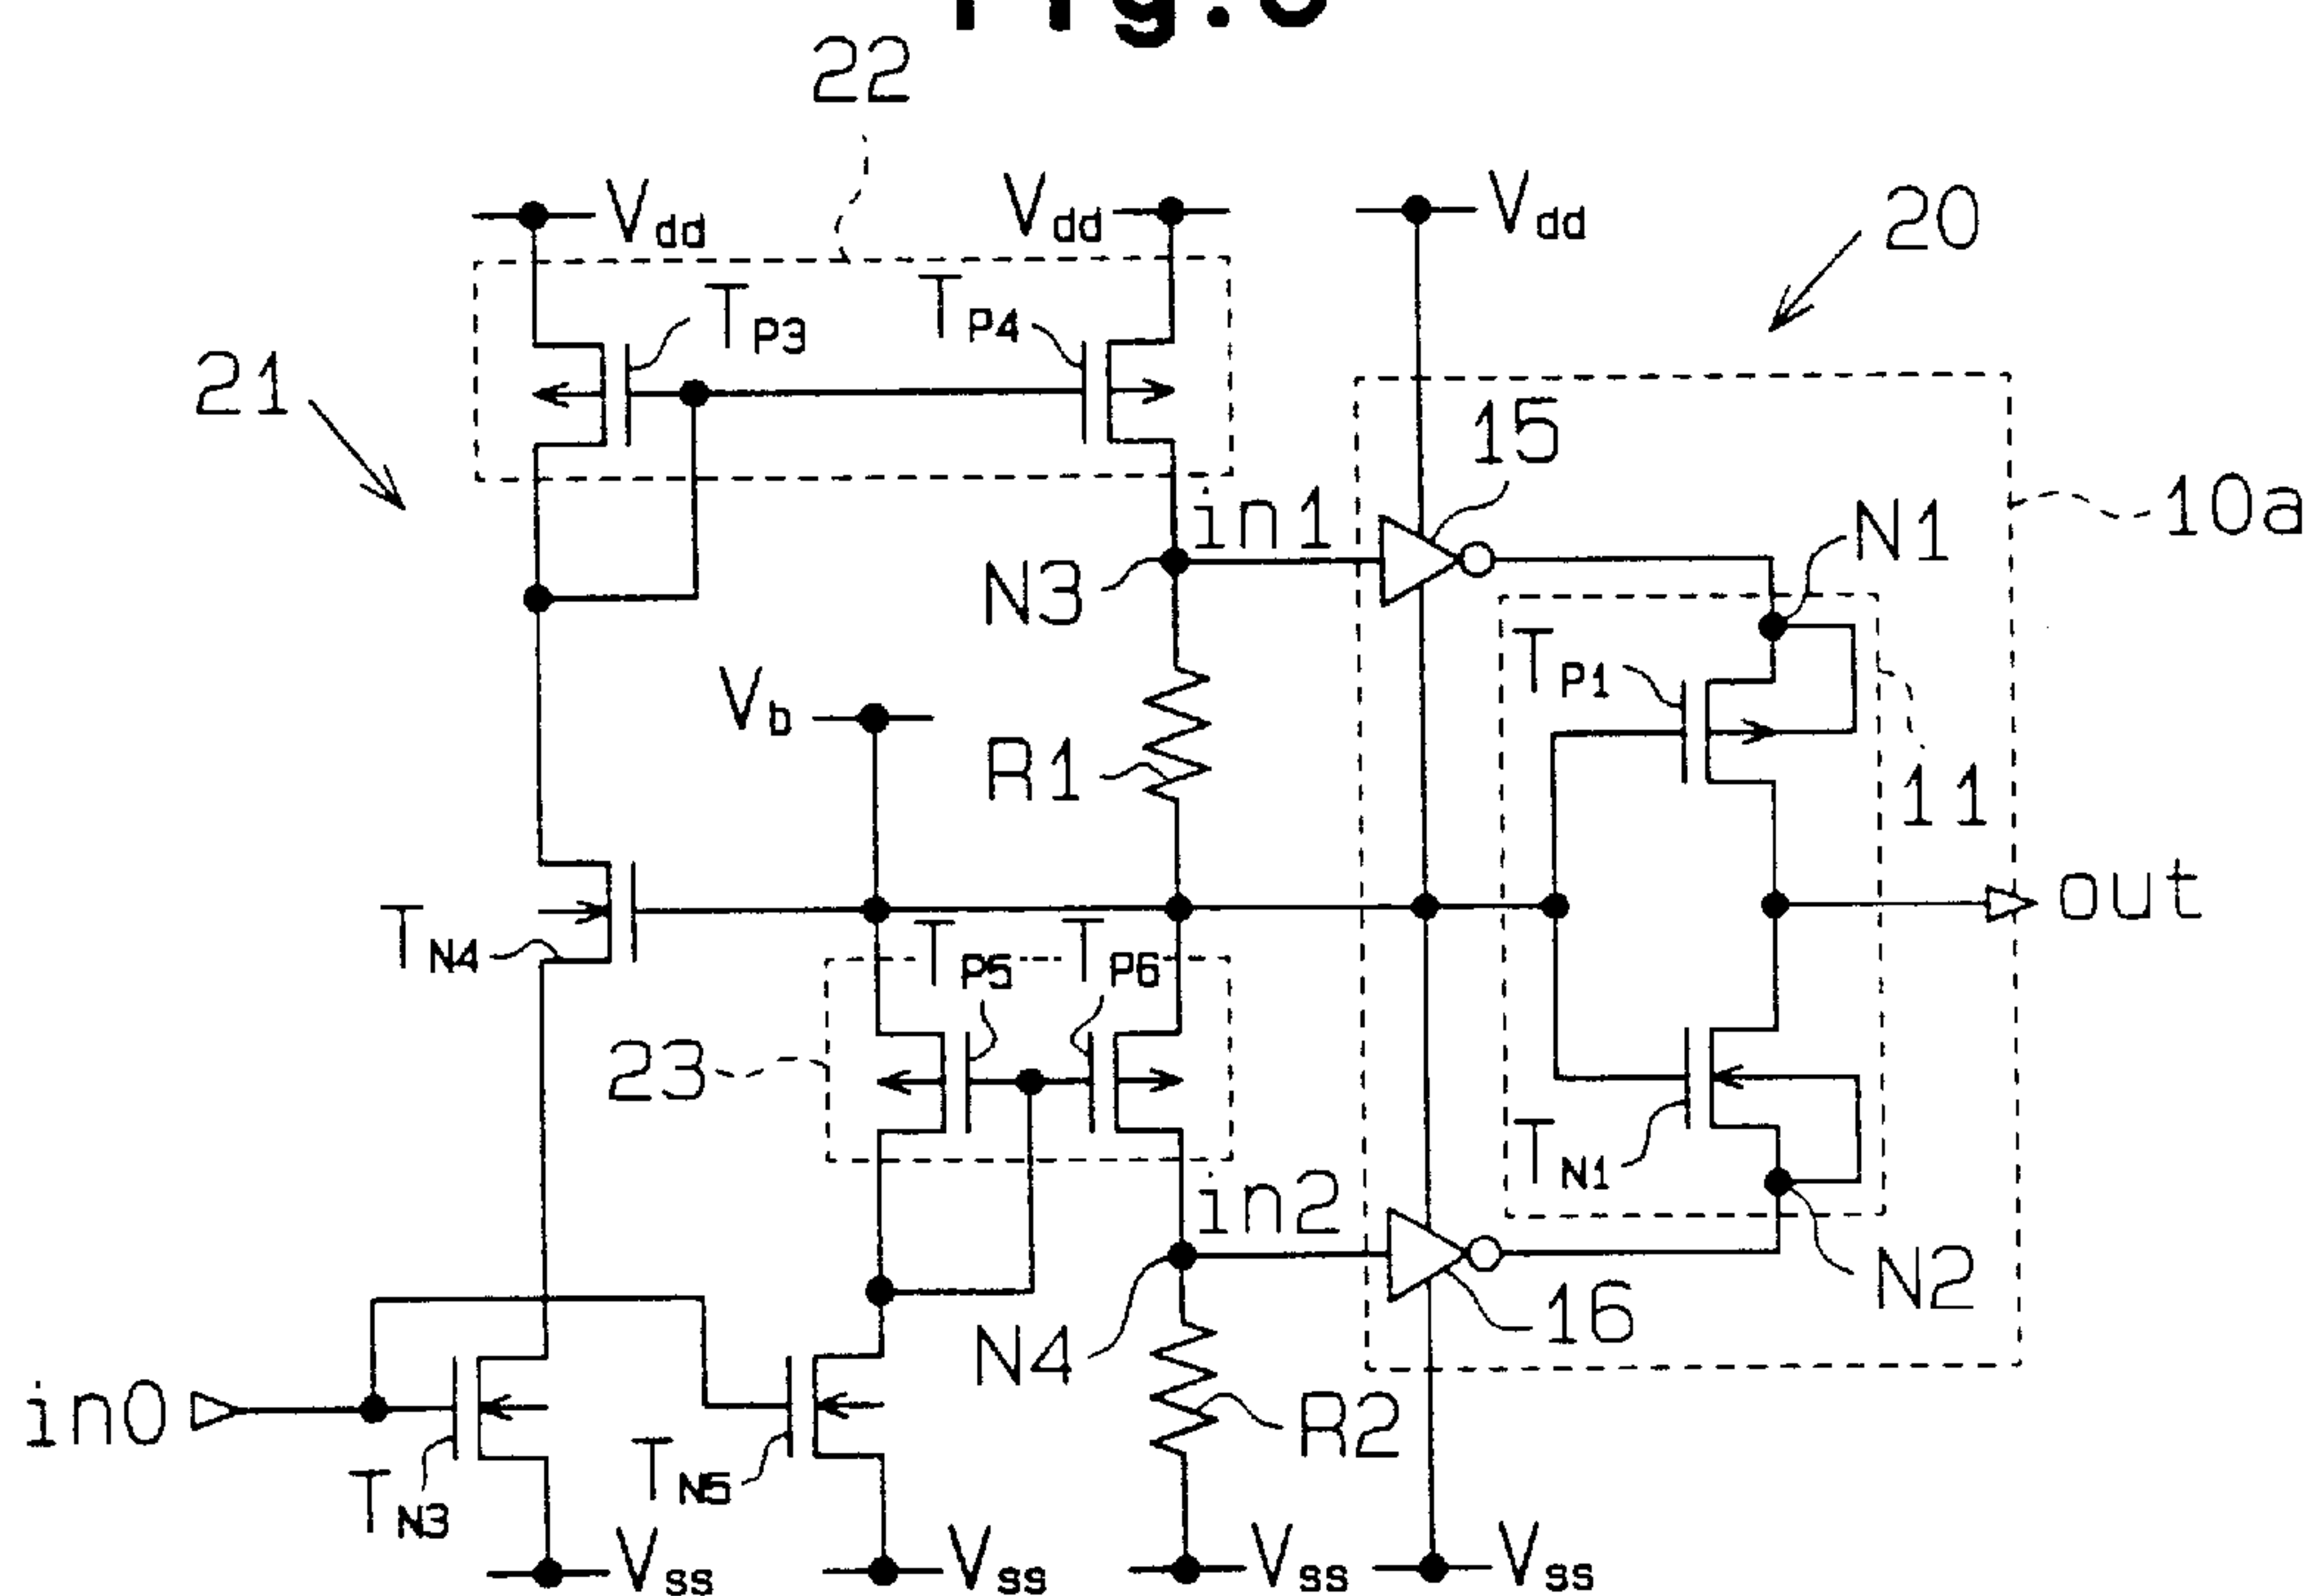 22
Vdd
Vdd
Vdd
20
TP3
TP4
21
15
10a
in1
N1
N3
TP1
Vb
R1
11
out
TN4
TP5
TP6
23
TN1
in2
N2
16
N4
in0
R2
TN3
TN5
Vss
Vss
Vss
Vss